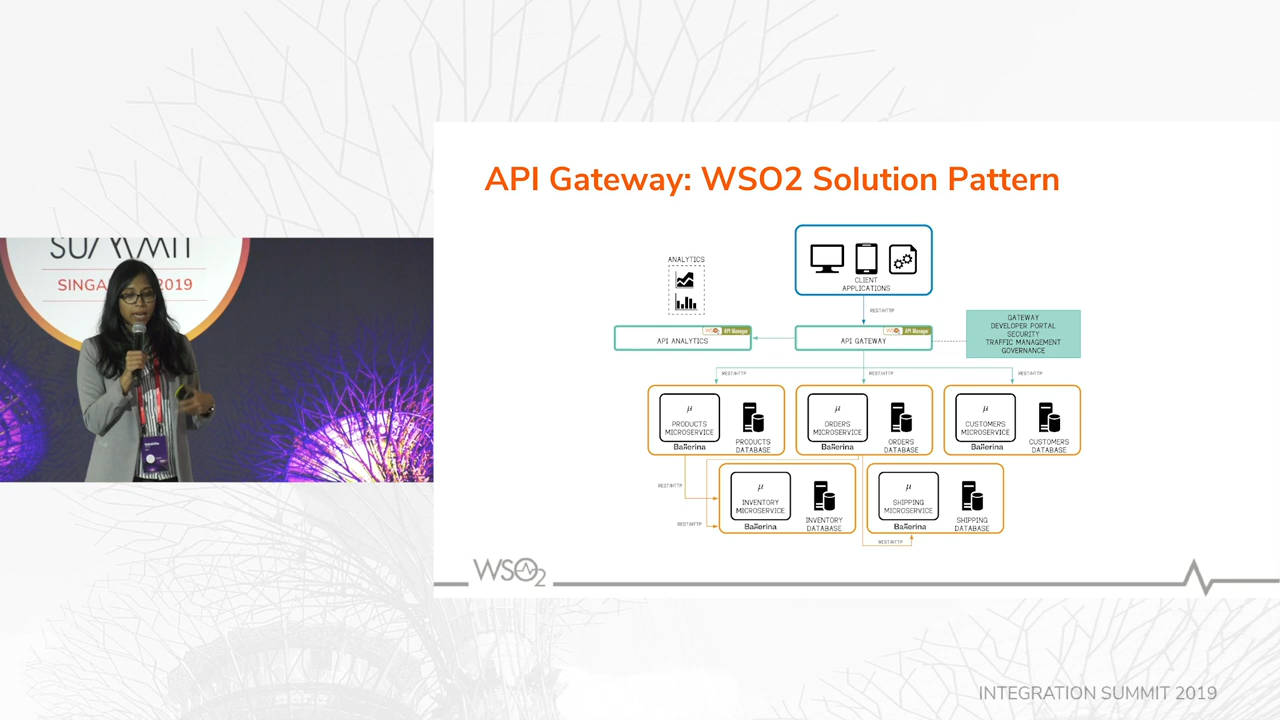 SUMMIT
SINGA 2019
API Gateway: WSO2 Solution Pattern
ANALYTICS
CLIENT
APPLICATIONS
REST/HTTP
WSO2 API Manager
API ANALYTICS
WSO2 API Manager
API GATEWAY
GATEWAY
DEVELOPER PORTAL
SECURITY
TRAFFIC MANAGEMENT
GOVERNANCE
REST/HTTP
REST/HTTP
REST/HTTP
μ
PRODUCTS
MICROSERVICE
Ballerina
PRODUCTS
DATABASE
μ
ORDERS
MICROSERVICE
Ballerina
ORDERS
DATABASE
μ
CUSTOMERS
MICROSERVICE
Ballerina
CUSTOMERS
DATABASE
REST/HTTP
REST/HTTP
μ
INVENTORY
MICROSERVICE
Ballerina
INVENTORY
DATABASE
μ
SHIPPING
MICROSERVICE
Ballerina
SHIPPING
DATABASE
REST/HTTP
WSO2
INTEGRATION SUMMIT 2019